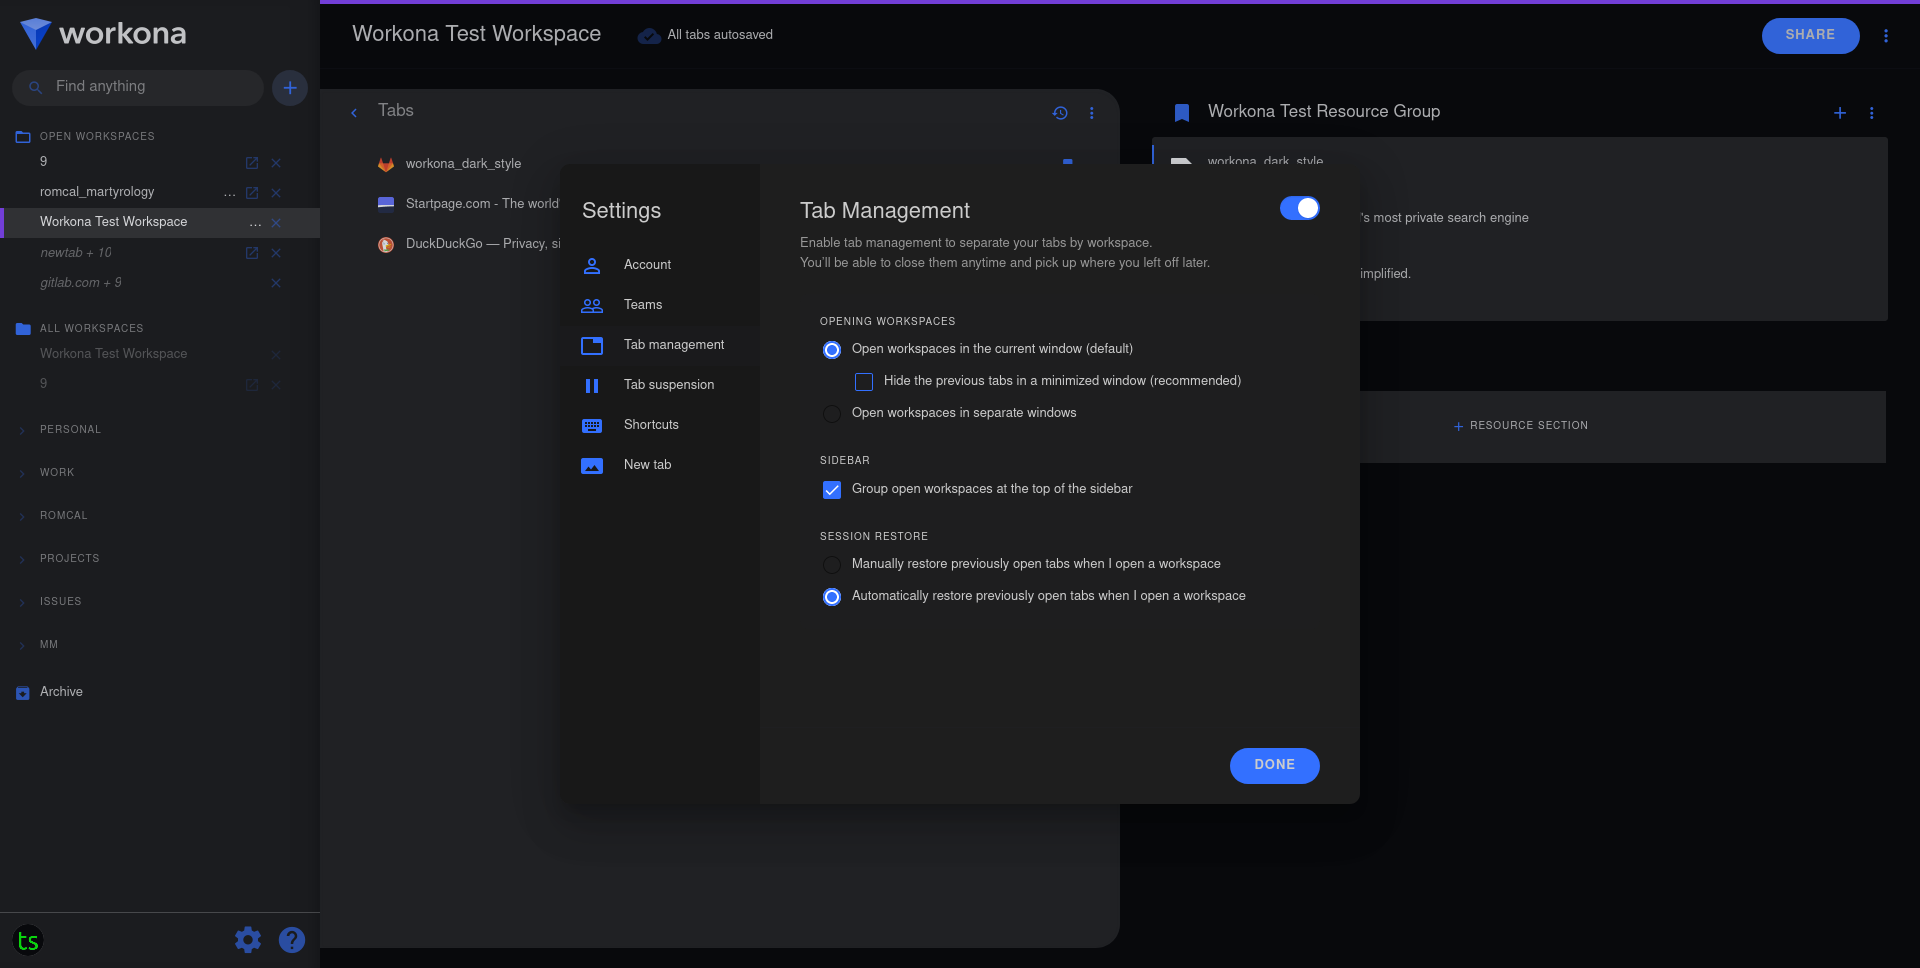 workona
Find anything
OPEN WORKSPACES
9
romcal_martyrology ...
Workona Test Workspace ...
newtab + 10
gitlab.com + 9
ALL WORKSPACES
Workona Test Workspace
9
PERSONAL
WORK
ROMCAL
PROJECTS
ISSUES
MM
Archive
ts
Workona Test Workspace
All tabs autosaved
SHARE
Tabs
workona_dark_style
Startpage.com - The world'
DuckDuckGo — Privacy, si
Workona Test Resource Group
workona_dark_style
's most private search engine
implified.
+ RESOURCE SECTION
Settings
Account
Teams
Tab management
Tab suspension
Shortcuts
New tab
Tab Management
Enable tab management to separate your tabs by workspace.
You'll be able to close them anytime and pick up where you left off later.
OPENING WORKSPACES
Open workspaces in the current window (default)
Hide the previous tabs in a minimized window (recommended)
Open workspaces in separate windows
SIDEBAR
Group open workspaces at the top of the sidebar
SESSION RESTORE
Manually restore previously open tabs when I open a workspace
Automatically restore previously open tabs when I open a workspace
DONE